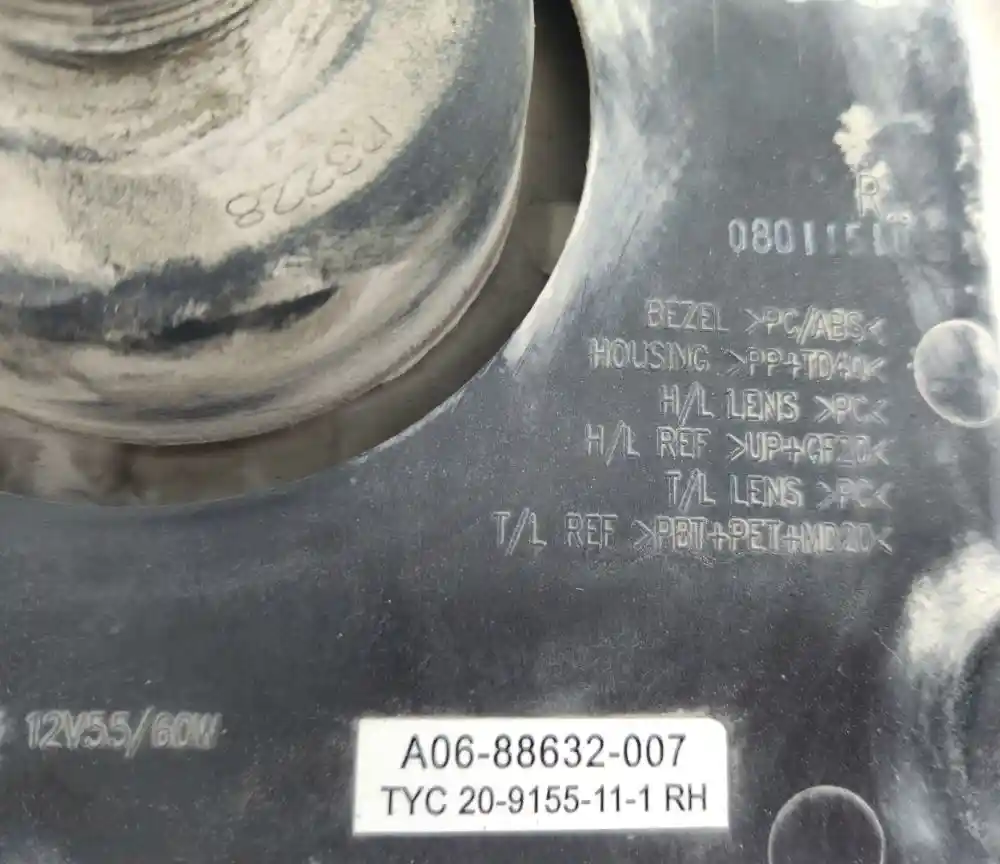 R3228
R
BEZEL >PC/ABS<
HOUSING >PP+TD40<
H/L LENS >PC<
H/L REF >UP+GF20<
T/L LENS >PC<
T/L REF >PBT+PET+MD20<
12V55/60W
A06-88632-007
TYC 20-9155-11-1 RH